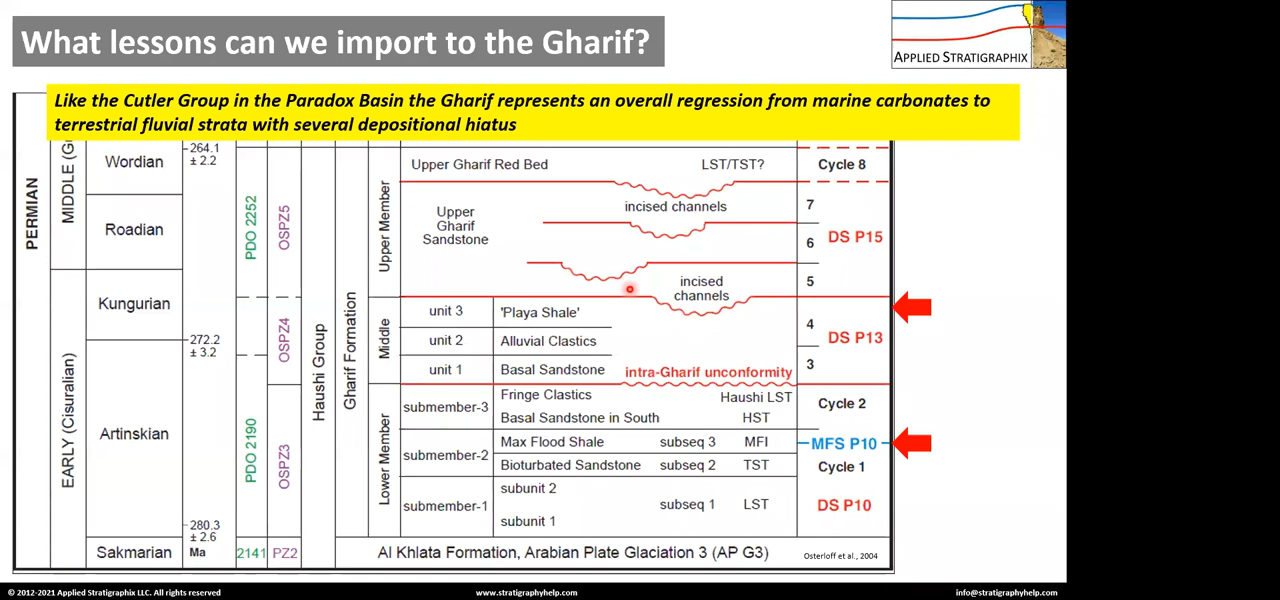 What lessons can we import to the Gharif?
APPLIED STRATIGRAPHIX
Like the Cutler Group in the Paradox Basin the Gharif represents an overall regression from marine carbonates to
terrestrial fluvial strata with several depositional hiatus
PERMIAN
MIDDLE
EARLY (Cisuralian)
Wordian
Roadian
Kungurian
Artinskian
Sakmarian
264.1
± 2.2
272.2
± 3.2
280.3
± 2.6
Ma
PDO 2252
PDO 2190
2141
OSPZ5
OSPZ4
OSPZ3
PZ2
Haushi Group
Gharif Formation
Upper Member
Middle
Lower Member
Upper Gharif Red Bed LST/TST? Cycle 8
incised channels 7
Upper
Gharif
Sandstone
6 DS P15
incised
channels
5
unit 3 'Playa Shale'
4 DS P13
unit 2 Alluvial Clastics
unit 1 Basal Sandstone intra-Gharif unconformity 3
submember-3 Fringe Clastics Haushi LST Cycle 2
Basal Sandstone in South HST
submember-2 Max Flood Shale subseq 3 MFI MFS P10
Bioturbated Sandstone subseq 2 TST Cycle 1
submember-1 subunit 2
subseq 1 LST DS P10
subunit 1
Al Khlata Formation, Arabian Plate Glaciation 3 (AP G3)
Osterloff et al., 2004
© 2012-2021 Applied Stratigraphix LLC. All rights reserved www.stratigraphyhelp.com info@stratigraphyhelp.com